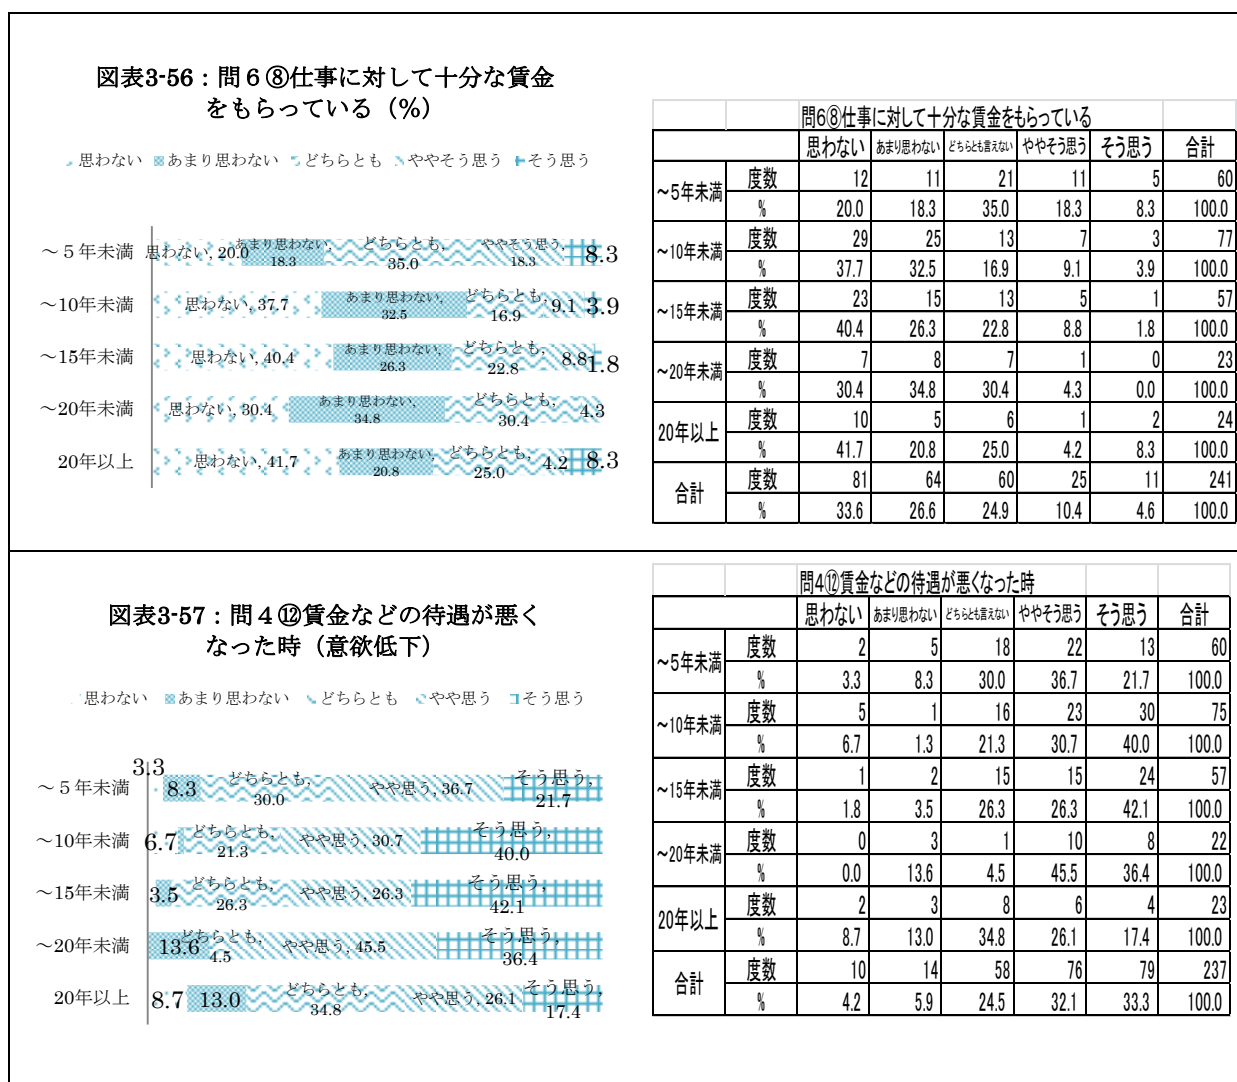 図表3-56：問６⑧仕事に対して十分な賃金
をもらっている（%）
思わない あまり思わない どちらとも ややそう思う そう思う
～５年未満 思わない, 20.0 あまり思わない, 18.3 どちらとも, 35.0 ややそう思う, 18.3 8.3
～10年未満 思わない, 37.7 あまり思わない, 32.5 どちらとも, 16.9 9.1 3.9
～15年未満 思わない, 40.4 あまり思わない, 26.3 どちらとも, 22.8 8.8 1.8
～20年未満 思わない, 30.4 あまり思わない, 34.8 どちらとも, 30.4 4.3
20年以上 思わない, 41.7 あまり思わない, 20.8 どちらとも, 25.0 4.2 8.3
問6⑧仕事に対して十分な賃金をもらっている
思わない あまり思わない どちらとも言えない ややそう思う そう思う 合計
～5年未満 度数 12 11 21 11 5 60
% 20.0 18.3 35.0 18.3 8.3 100.0
～10年未満 度数 29 25 13 7 3 77
% 37.7 32.5 16.9 9.1 3.9 100.0
～15年未満 度数 23 15 13 5 1 57
% 40.4 26.3 22.8 8.8 1.8 100.0
～20年未満 度数 7 8 7 1 0 23
% 30.4 34.8 30.4 4.3 0.0 100.0
20年以上 度数 10 5 6 1 2 24
% 41.7 20.8 25.0 4.2 8.3 100.0
合計 度数 81 64 60 25 11 241
% 33.6 26.6 24.9 10.4 4.6 100.0
図表3-57：問４⑫賃金などの待遇が悪く
なった時（意欲低下）
思わない あまり思わない どちらとも やや思う そう思う
～５年未満 3.3 8.3 どちらとも, 30.0 やや思う, 36.7 そう思う, 21.7
～10年未満 6.7 どちらとも, 21.3 やや思う, 30.7 そう思う, 40.0
～15年未満 3.5 どちらとも, 26.3 やや思う, 26.3 そう思う, 42.1
～20年未満 13.6 どちらとも, 4.5 やや思う, 45.5 そう思う, 36.4
20年以上 8.7 13.0 どちらとも, 34.8 やや思う, 26.1 そう思う, 17.4
問4⑫賃金などの待遇が悪くなった時
思わない あまり思わない どちらとも言えない ややそう思う そう思う 合計
～5年未満 度数 2 5 18 22 13 60
% 3.3 8.3 30.0 36.7 21.7 100.0
～10年未満 度数 5 1 16 23 30 75
% 6.7 1.3 21.3 30.7 40.0 100.0
～15年未満 度数 1 2 15 15 24 57
% 1.8 3.5 26.3 26.3 42.1 100.0
～20年未満 度数 0 3 1 10 8 22
% 0.0 13.6 4.5 45.5 36.4 100.0
20年以上 度数 2 3 8 6 4 23
% 8.7 13.0 34.8 26.1 17.4 100.0
合計 度数 10 14 58 76 79 237
% 4.2 5.9 24.5 32.1 33.3 100.0